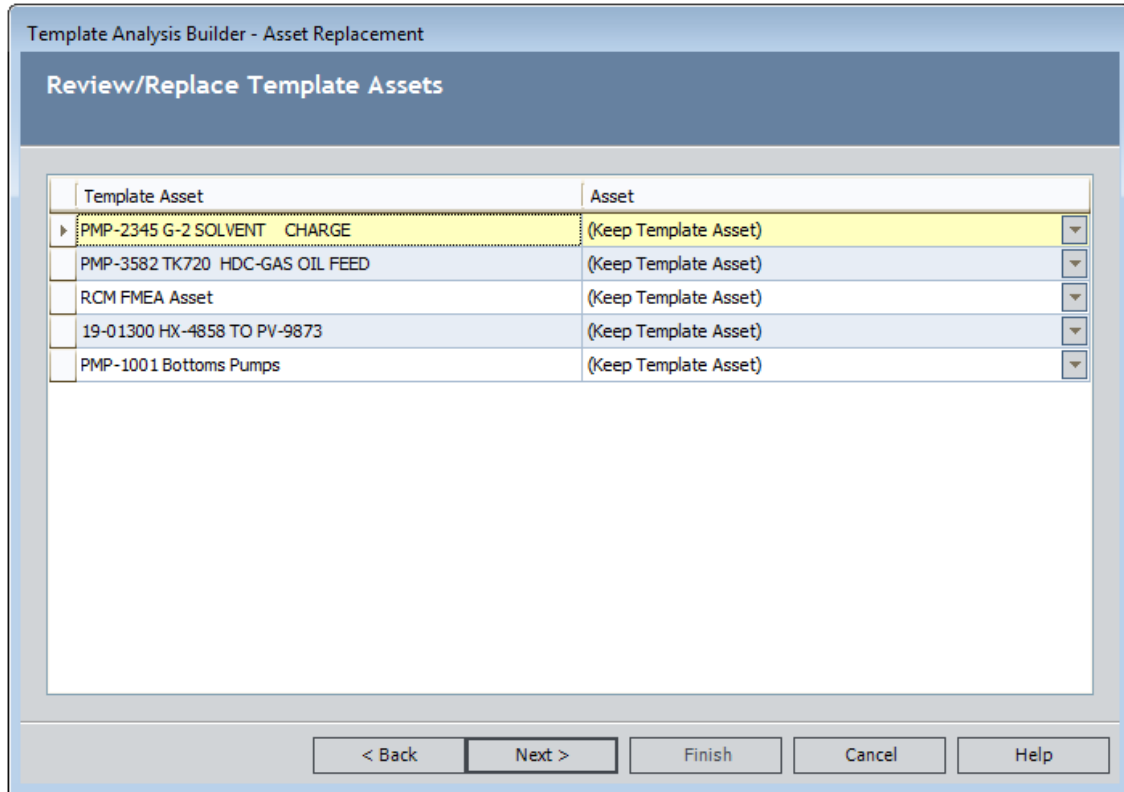 Template Analysis Builder - Asset Replacement
Review/Replace Template Assets
Template Asset Asset
PMP-2345 G-2 SOLVENT    CHARGE (Keep Template Asset)
PMP-3582 TK720  HDC-GAS OIL FEED (Keep Template Asset)
RCM FMEA Asset (Keep Template Asset)
19-01300 HX-4858 TO PV-9873 (Keep Template Asset)
PMP-1001 Bottoms Pumps (Keep Template Asset)
< Back Next > Finish Cancel Help